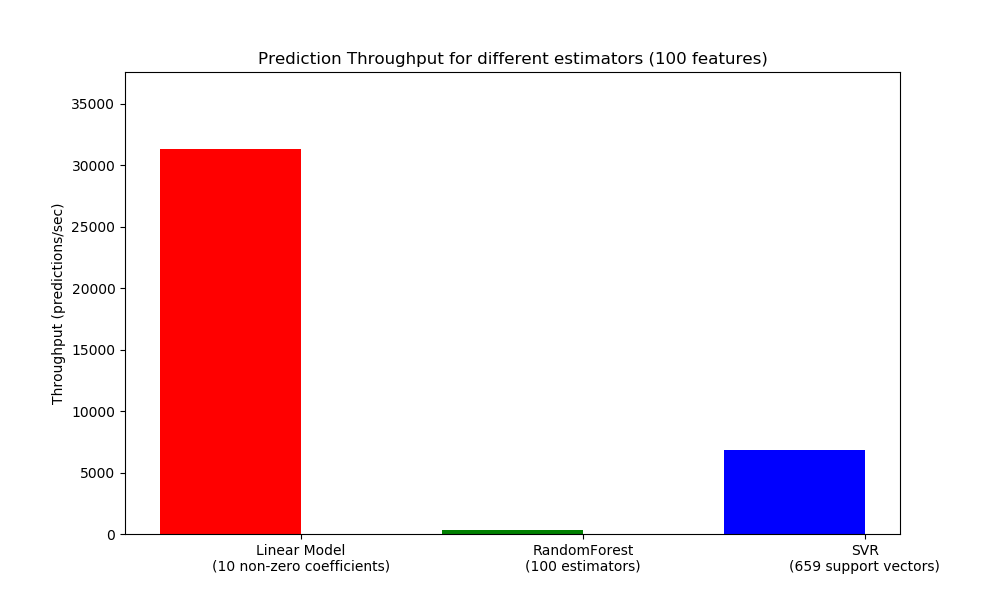 Prediction Throughput for different estimators (100 features)
Throughput (predictions/sec)
35000
30000
25000
20000
15000
10000
5000
0
Linear Model
(10 non-zero coefficients)
RandomForest
(100 estimators)
SVR
(659 support vectors)